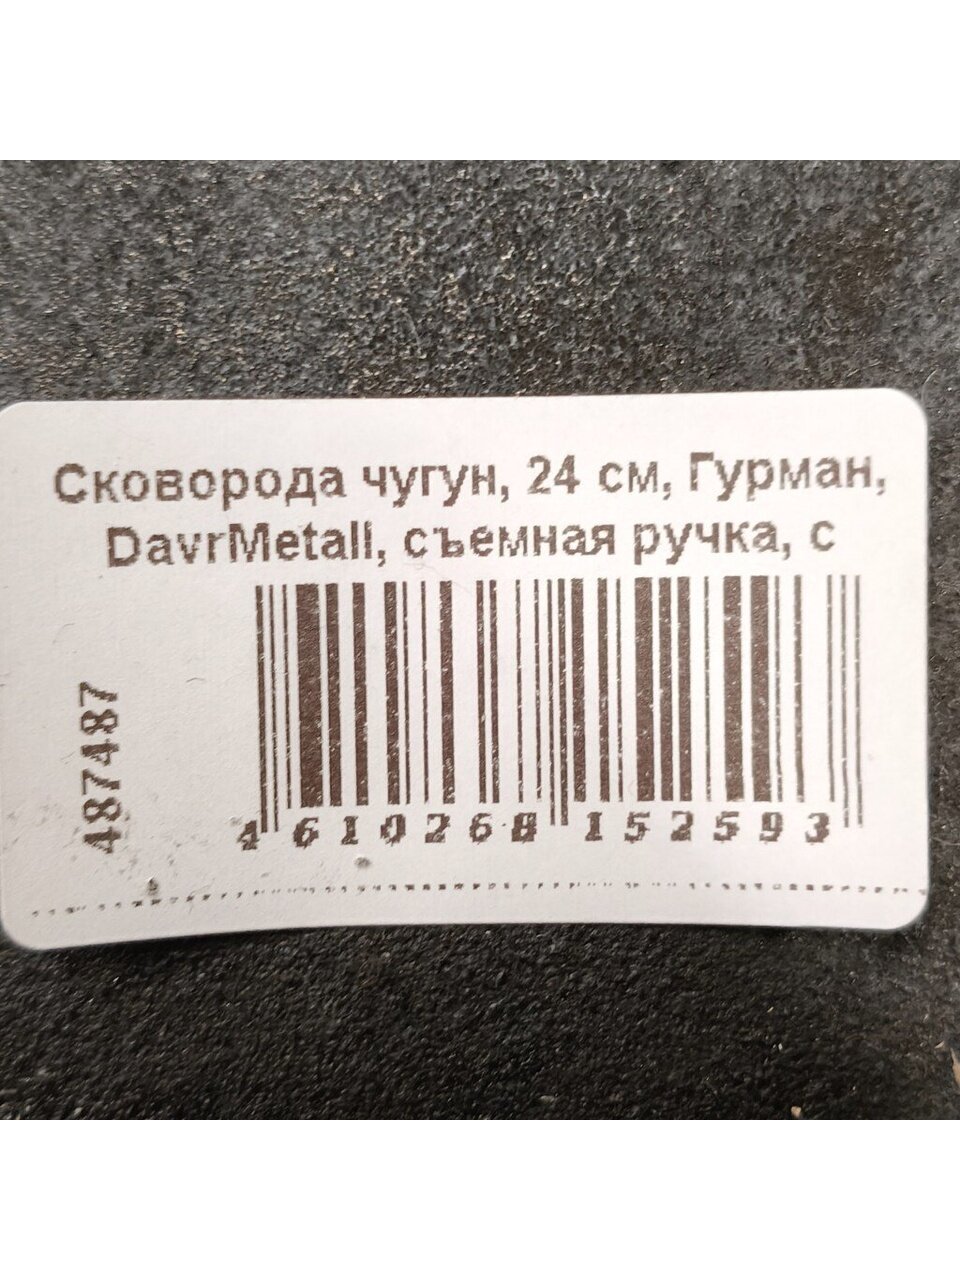 Сковорода чугун, 24 см, Гурман,
DavrMetall, съемная ручка, с
487487
4 610268 152593